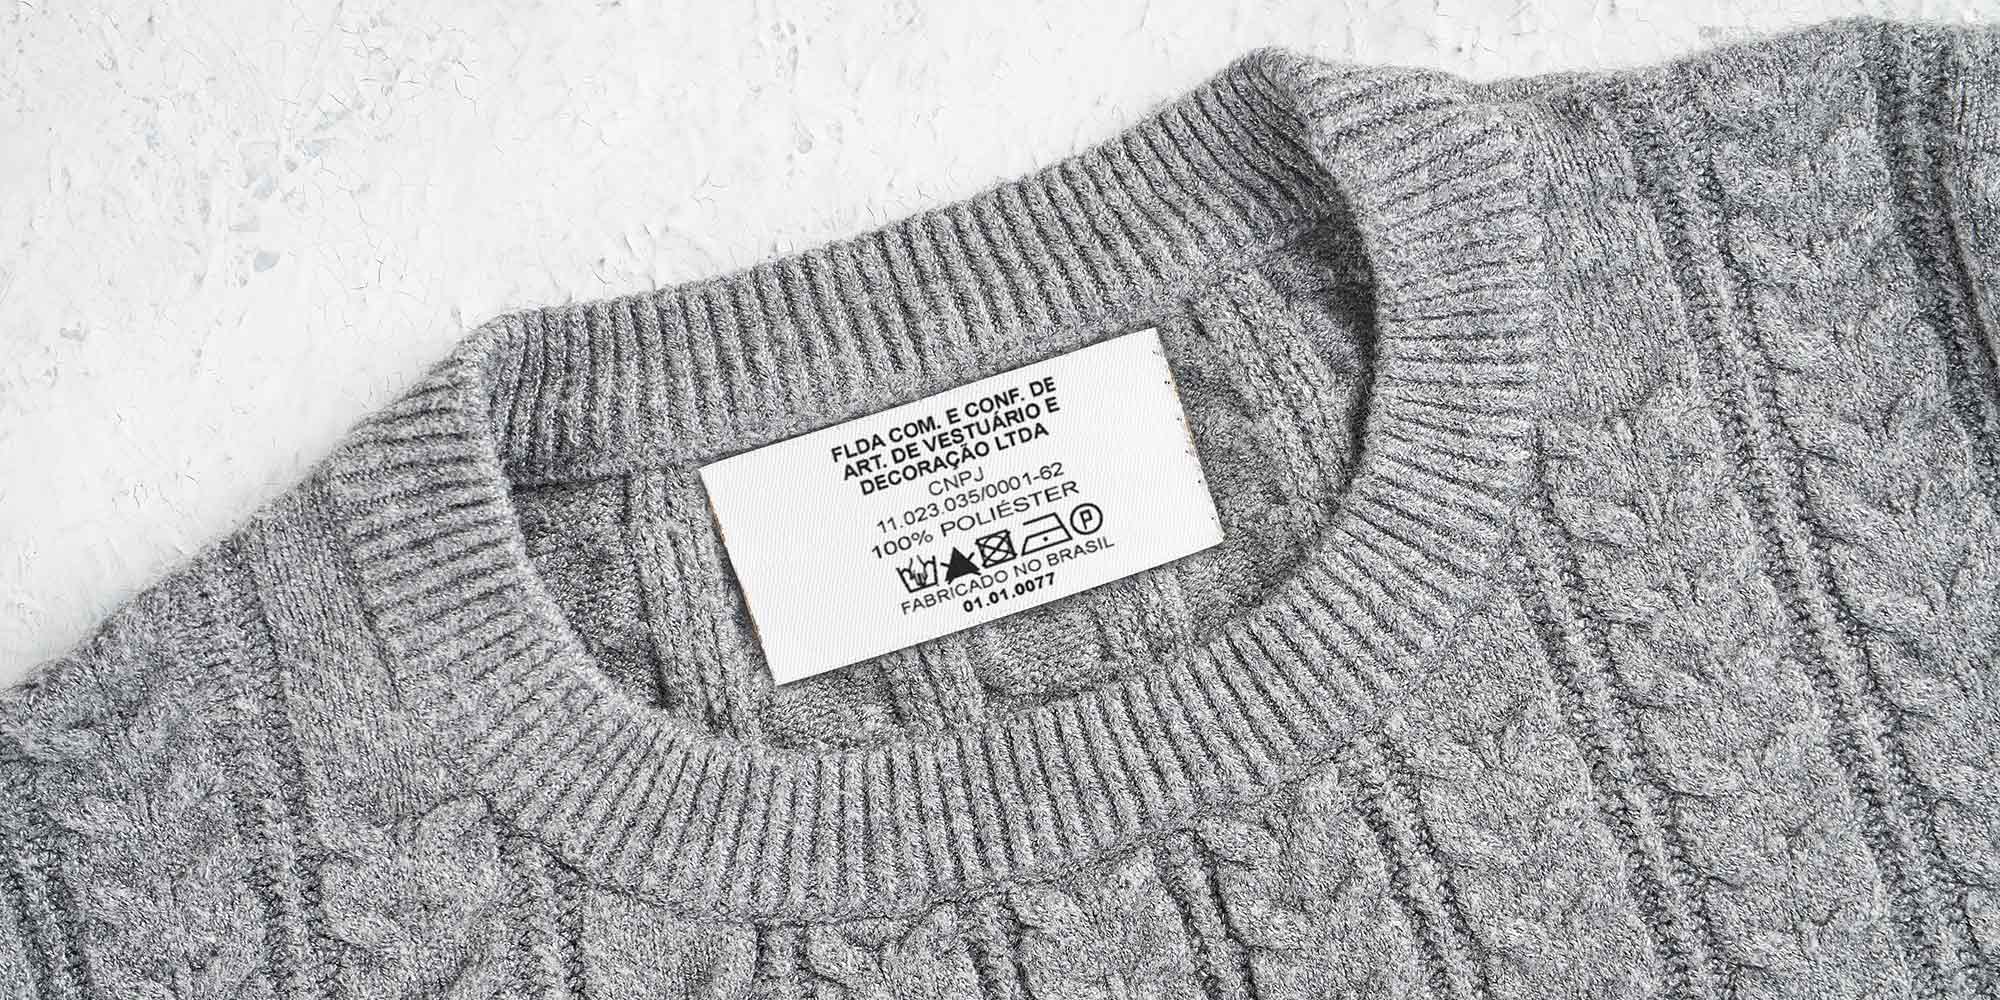 FLDA COM. E CONF. DE
ART. DE VESTUÁRIO E
DECORAÇÃO LTDA
CNPJ
11.023.035/0001-62
100% POLIÉSTER
P
FABRICADO NO BRASIL
01.01.0077